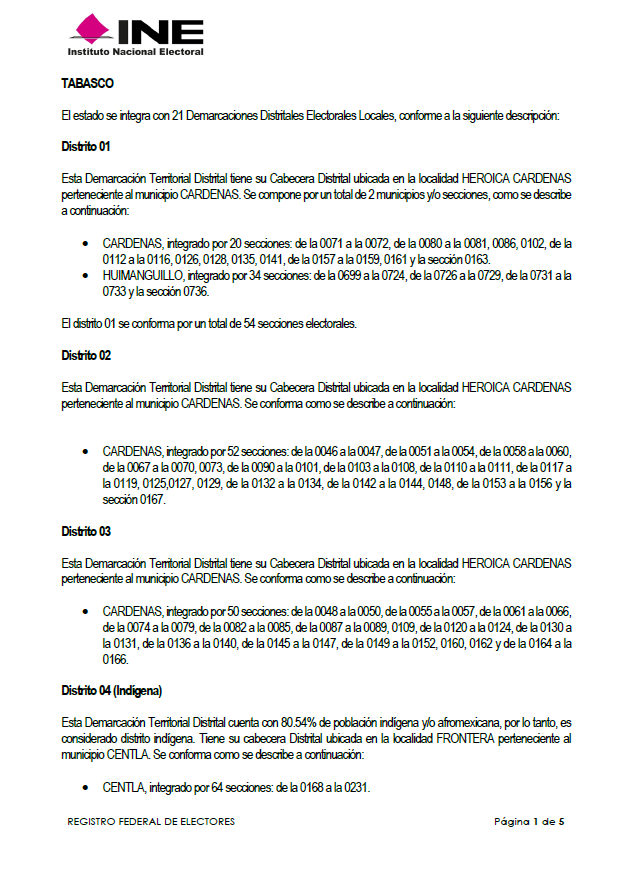 INE
Instituto Nacional Electoral
TABASCO
El estado se integra con 21 Demarcaciones Distritales Electorales Locales, conforme a la siguiente descripción:
Distrito 01
Esta Demarcación Territorial Distrital tiene su Cabecera Distrital ubicada en la localidad HEROICA CARDENAS
perteneciente al municipio CARDENAS. Se compone por un total de 2 municipios y/o secciones, como se describe
a continuación:
• CARDENAS, integrado por 20 secciones: de la 0071 a la 0072, de la 0080 a la 0081, 0086, 0102, de la
0112 a la 0116, 0126, 0128, 0135, 0141, de la 0157 a la 0159, 0161 y la sección 0163.
• HUIMANGUILLO, integrado por 34 secciones: de la 0699 a la 0724, de la 0726 a la 0729, de la 0731 a la
0733 y la sección 0736.
El distrito 01 se conforma por un total de 54 secciones electorales.
Distrito 02
Esta Demarcación Territorial Distrital tiene su Cabecera Distrital ubicada en la localidad HEROICA CARDENAS
perteneciente al municipio CARDENAS. Se conforma como se describe a continuación:
• CARDENAS, integrado por 52 secciones: de la 0046 a la 0047, de la 0051 a la 0054, de la 0058 a la 0060,
de la 0067 a la 0070, 0073, de la 0090 a la 0101, de la 0103 a la 0108, de la 0110 a la 0111, de la 0117 a
la 0119, 0125,0127, 0129, de la 0132 a la 0134, de la 0142 a la 0144, 0148, de la 0153 a la 0156 y la
sección 0167.
Distrito 03
Esta Demarcación Territorial Distrital tiene su Cabecera Distrital ubicada en la localidad HEROICA CARDENAS
perteneciente al municipio CARDENAS. Se conforma como se describe a continuación:
• CARDENAS, integrado por 50 secciones: de la 0048 a la 0050, de la 0055 a la 0057, de la 0061 a la 0066,
de la 0074 a la 0079, de la 0082 a la 0085, de la 0087 a la 0089, 0109, de la 0120 a la 0124, de la 0130 a
la 0131, de la 0136 a la 0140, de la 0145 a la 0147, de la 0149 a la 0152, 0160, 0162 y de la 0164 a la
0166.
Distrito 04 (Indígena)
Esta Demarcación Territorial Distrital cuenta con 80.54% de población indígena y/o afromexicana, por lo tanto, es
considerado distrito indígena. Tiene su cabecera Distrital ubicada en la localidad FRONTERA perteneciente al
municipio CENTLA. Se conforma como se describe a continuación:
• CENTLA, integrado por 64 secciones: de la 0168 a la 0231.
REGISTRO FEDERAL DE ELECTORES Página 1 de 5